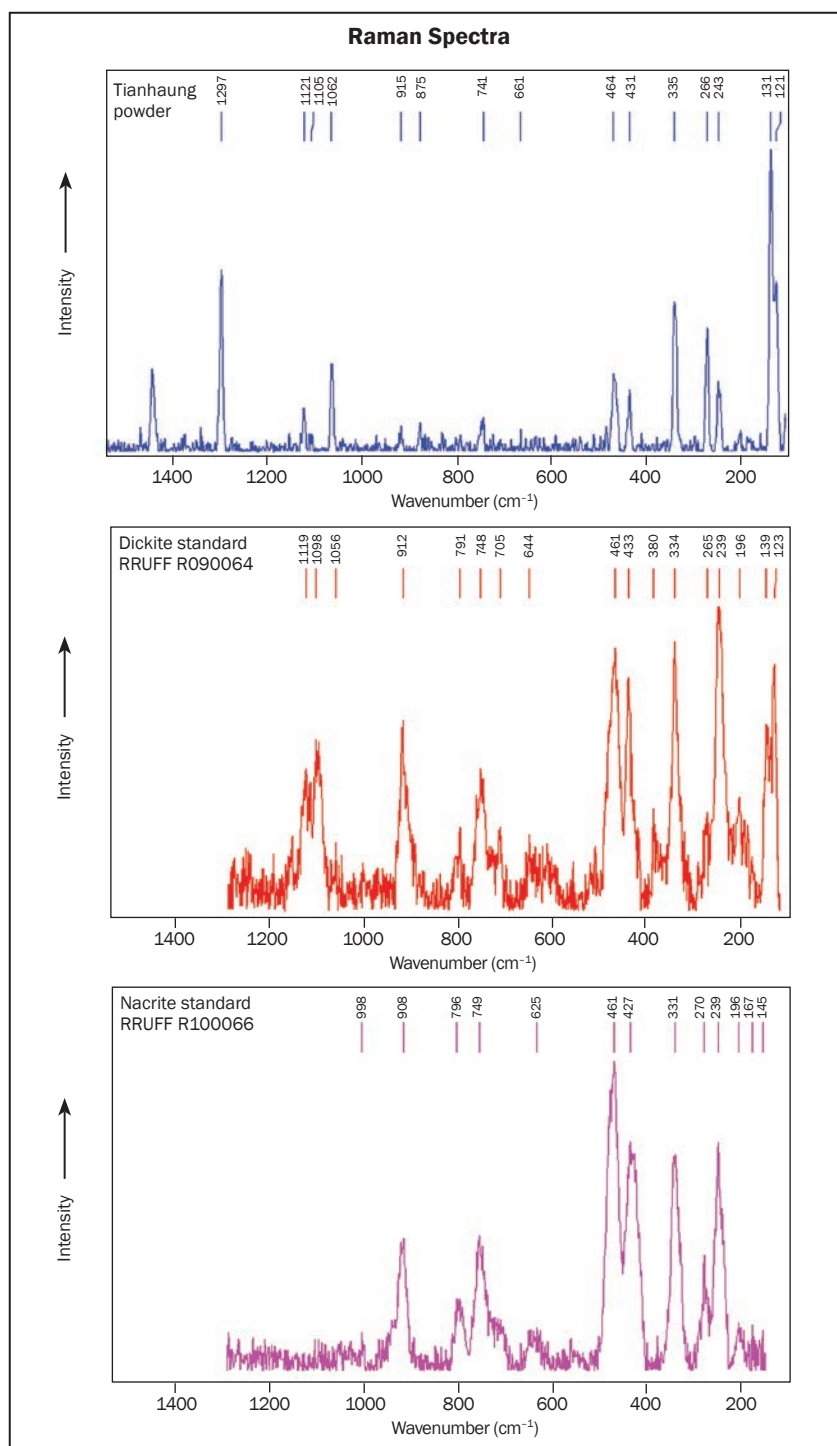 Raman Spectra
Tianhaung
powder
1297
1121
1105
1062
915
875
741
661
464
431
335
266
243
131
121
Intensity
1400 1200 1000 800 600 400 200
Wavenumber (cm⁻¹)
Dickite standard
RRUFF R090064
1119
1098
1056
912
791
748
705
644
461
433
380
334
265
239
196
139
123
Intensity
1400 1200 1000 800 600 400 200
Wavenumber (cm⁻¹)
Nacrite standard
RRUFF R100066
998
908
796
749
625
461
427
331
270
239
196
167
145
Intensity
1400 1200 1000 800 600 400 200
Wavenumber (cm⁻¹)